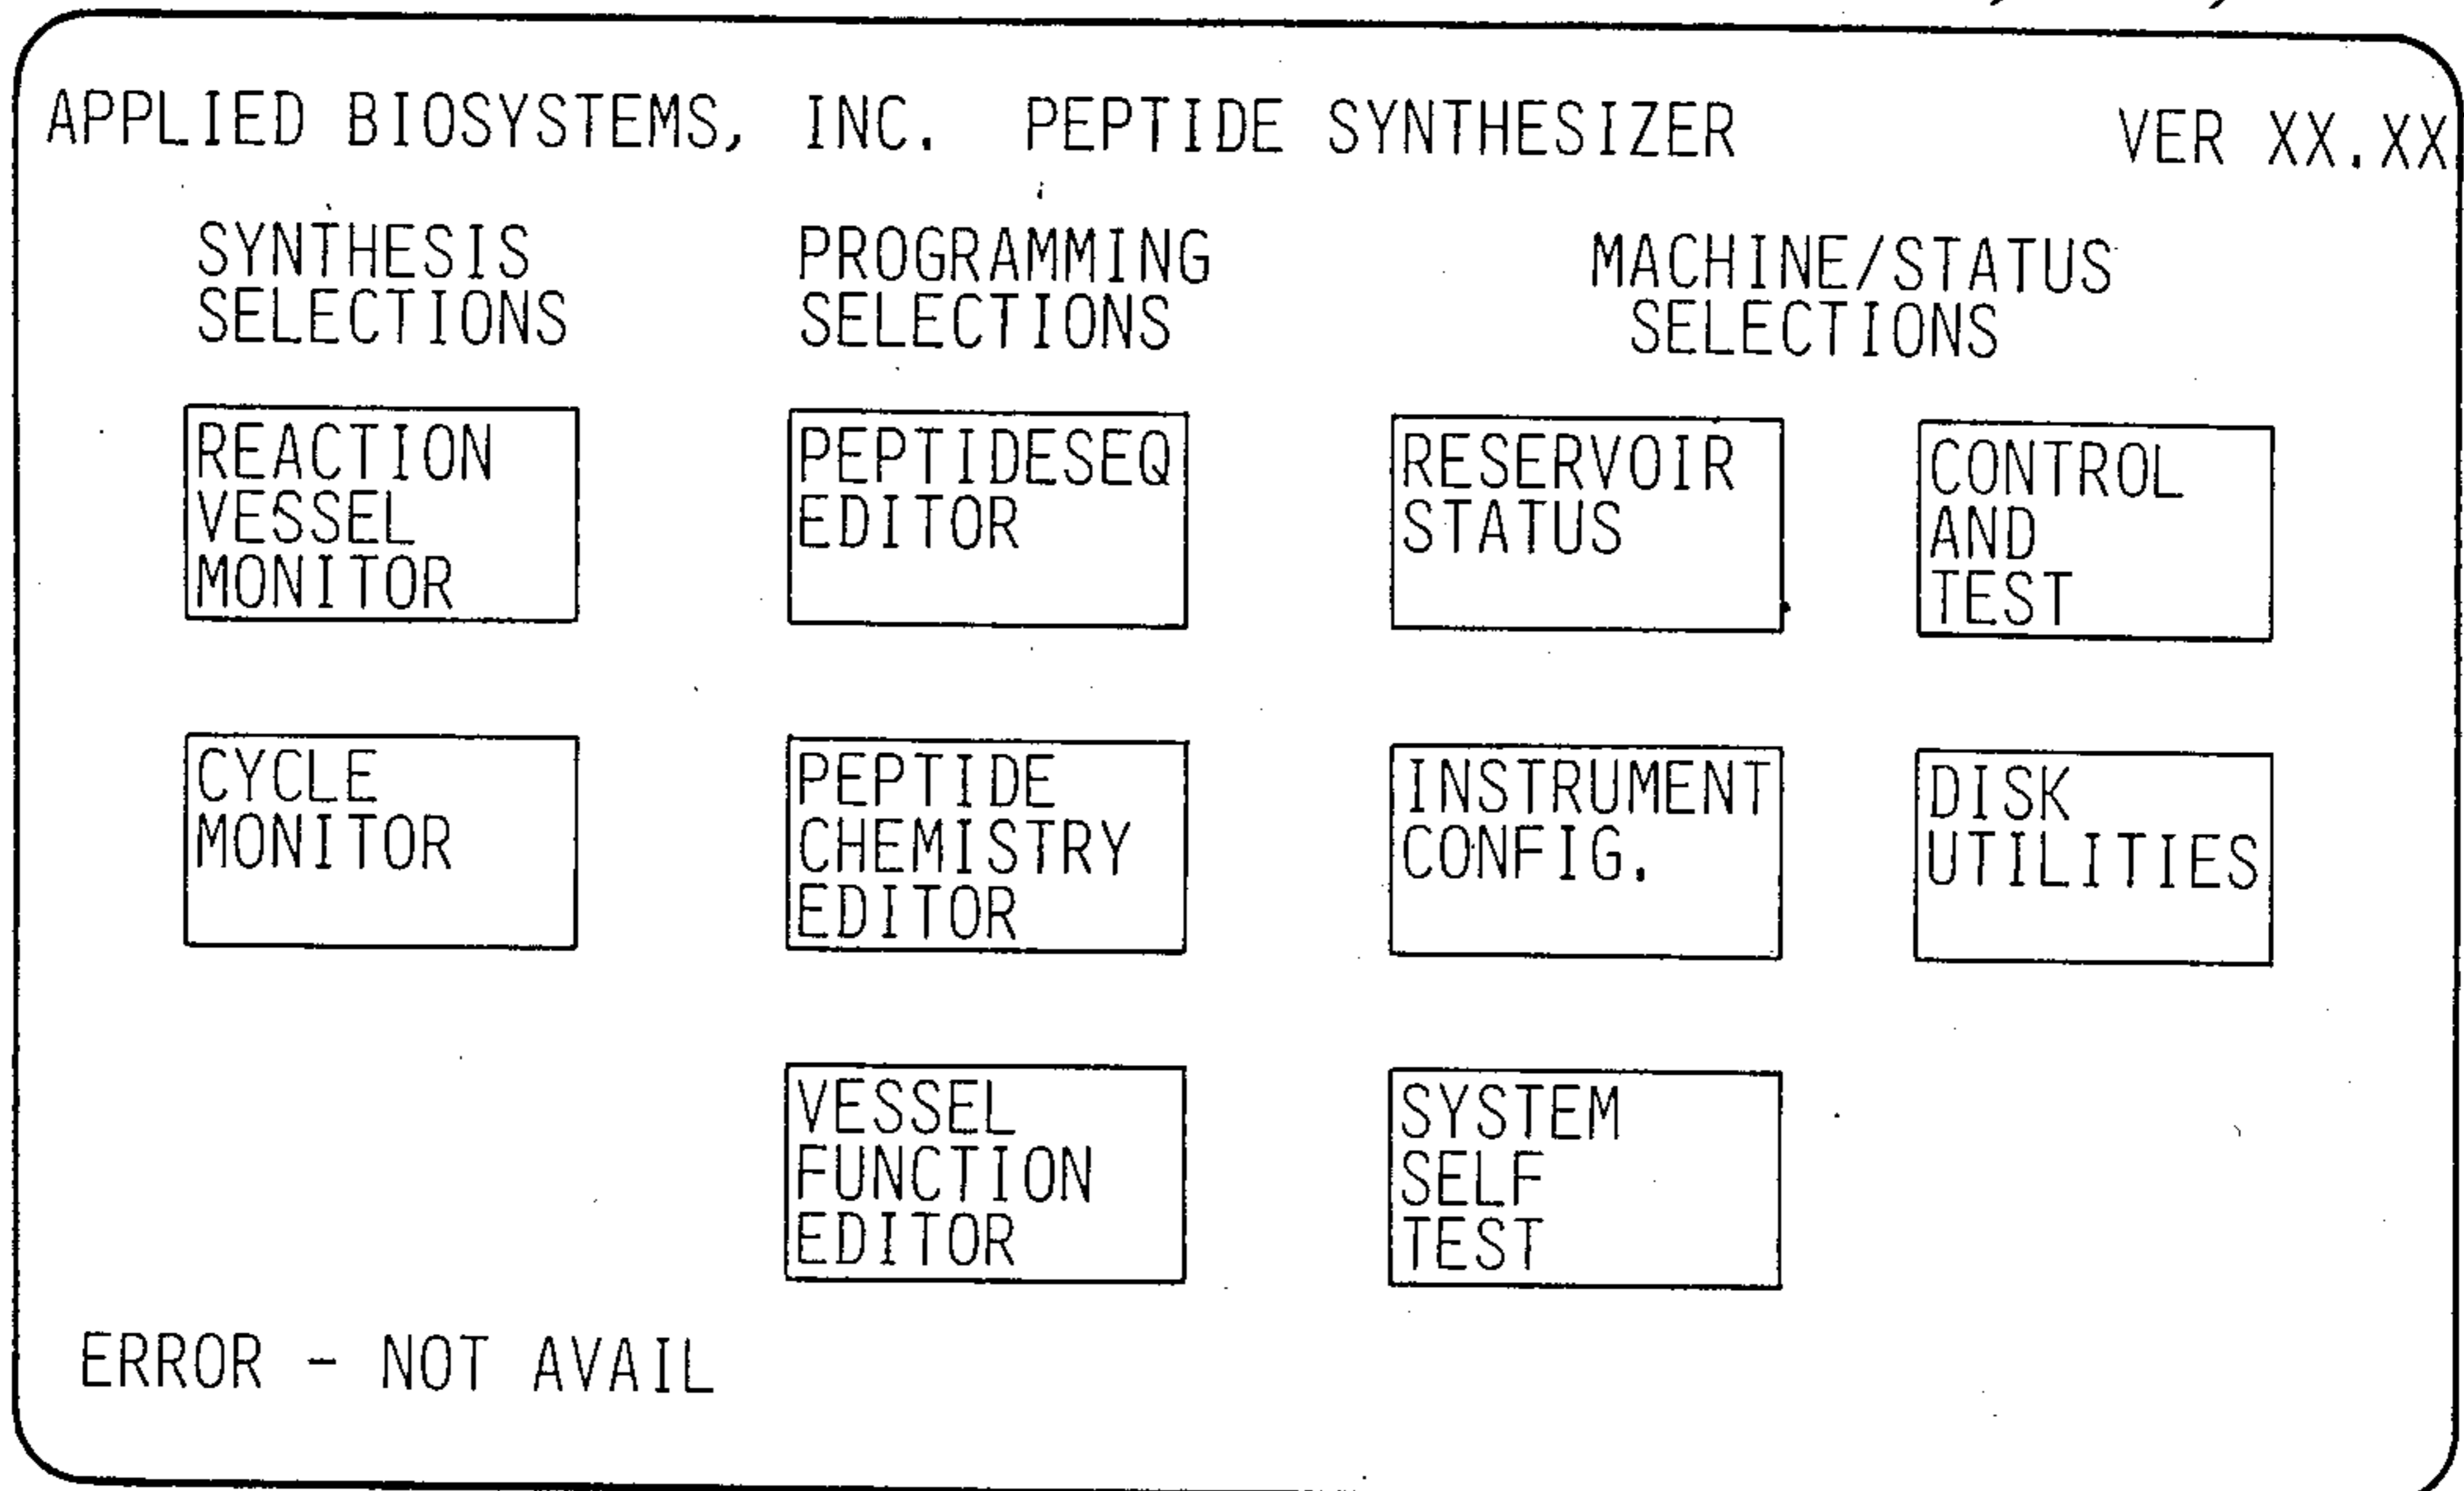 APPLIED BIOSYSTEMS, INC. PEPTIDE SYNTHESIZER VER XX.XX
SYNTHESIS
SELECTIONS
PROGRAMMING
SELECTIONS
MACHINE/STATUS
SELECTIONS
REACTION
VESSEL
MONITOR
PEPTIDESEQ
EDITOR
RESERVOIR
STATUS
CONTROL
AND
TEST
CYCLE
MONITOR
PEPTIDE
CHEMISTRY
EDITOR
INSTRUMENT
CONFIG.
DISK
UTILITIES
VESSEL
FUNCTION
EDITOR
SYSTEM
SELF
TEST
ERROR - NOT AVAIL